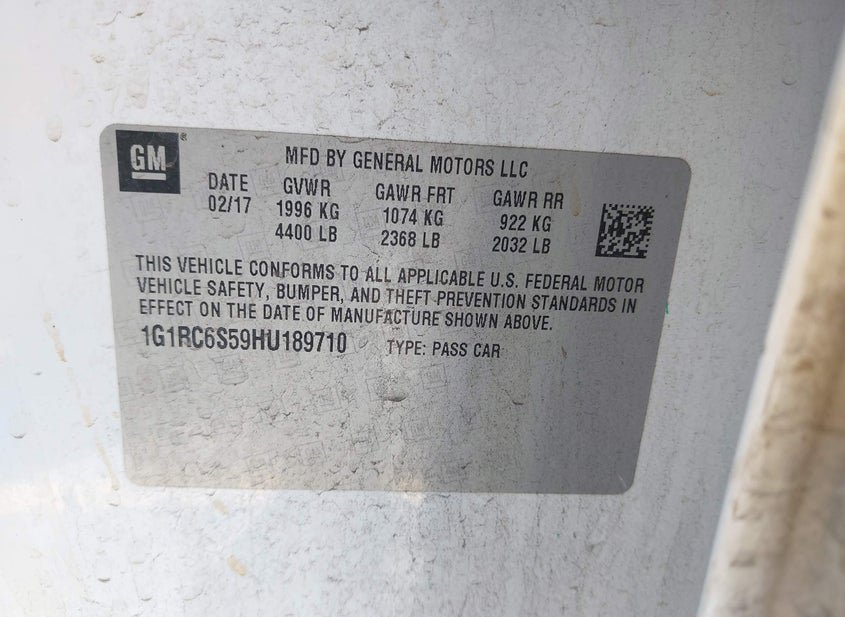 GM ®
MFD BY GENERAL MOTORS LLC
DATE GVWR GAWR FRT GAWR RR
02/17 1996 KG 1074 KG 922 KG
4400 LB 2368 LB 2032 LB
THIS VEHICLE CONFORMS TO ALL APPLICABLE U.S. FEDERAL MOTOR
VEHICLE SAFETY, BUMPER, AND THEFT PREVENTION STANDARDS IN
EFFECT ON THE DATE OF MANUFACTURE SHOWN ABOVE.
1G1RC6S59HU189710 TYPE: PASS CAR